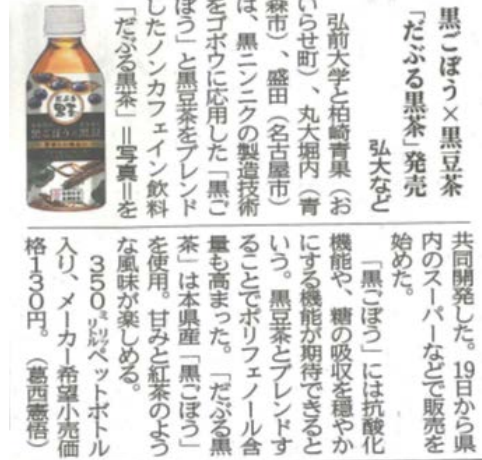 黒ごぼう×黒豆茶
「だぶる黒茶」発売
弘大など
弘前大学と柏崎青果（お
いらせ町）、丸大堀内（青
森市）、盛田（名古屋市）
は、黒ニンニクの製造技術
をゴボウに応用した「黒ご
ぼう」と黒豆茶をブレンド
したノンカフェイン飲料
「だぶる黒茶」＝写真＝を
共同開発した。19日から県
内のスーパーなどで販売を
始めた。
「黒ごぼう」には抗酸化
機能や、糖の吸収を穏やか
にする機能が期待できると
いう。黒豆茶とブレンドす
ることでポリフェノール含
量も高まった。「だぶる黒
茶」は本県産「黒ごぼう」
を使用。甘みと紅茶のよう
な風味が楽しめる。
350ミリリットルペットボトル
入り、メーカー希望小売価
格130円。（葛西憲悟）
だぶる
黒茶
黒ごぼう×黒豆